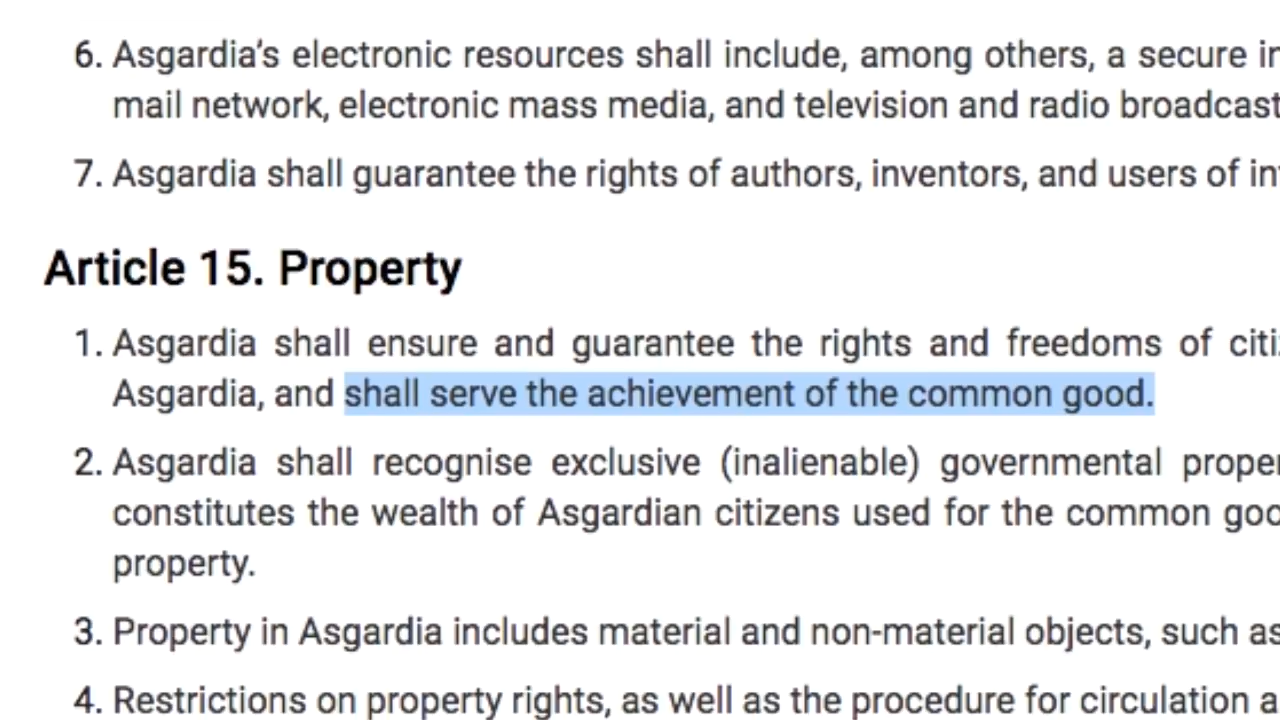 6. Asgardia's electronic resources shall include, among others, a secure
mail network, electronic mass media, and television and radio broadcast
7. Asgardia shall guarantee the rights of authors, inventors, and users of
Article 15. Property
1. Asgardia shall ensure and guarantee the rights and freedoms of
Asgardia, and shall serve the achievement of the common good.
2. Asgardia shall recognise exclusive (inalienable) governmental
constitutes the wealth of Asgardian citizens used for the common
property.
3. Property in Asgardia includes material and non-material objects, such as
4. Restrictions on property rights, as well as the procedure for circulation